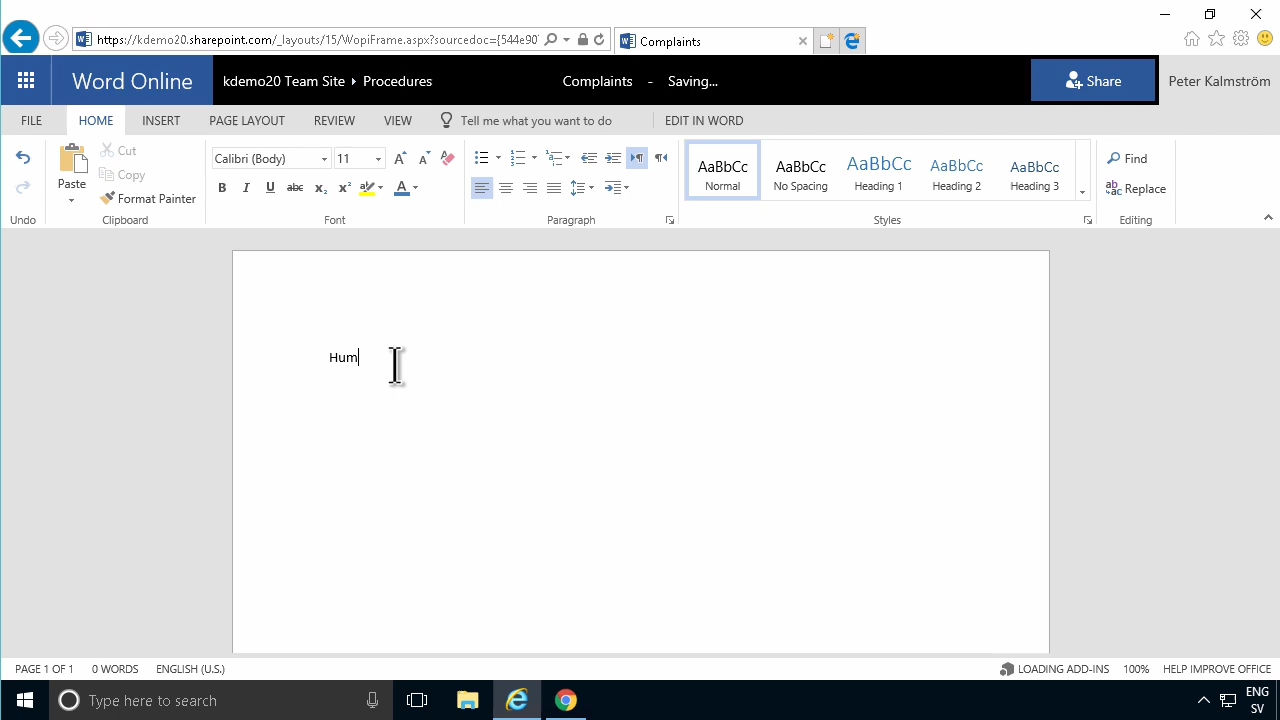 https://kdemo20.sharepoint.com/_layouts/15/WopiFrame.aspx?sourcedoc={544e90
Complaints
Word Online
kdemo20 Team Site ▸ Procedures
Complaints - Saving...
Share
Peter Kalmström
FILE HOME INSERT PAGE LAYOUT REVIEW VIEW Tell me what you want to do EDIT IN WORD
Paste
Cut
Copy
Format Painter
Calibri (Body) 11
B I U abc x₂ x² A
AaBbCc AaBbCc AaBbCc AaBbCc AaBbCc
Normal No Spacing Heading 1 Heading 2 Heading 3
Find
Replace
Undo Clipboard Font Paragraph Styles Editing
Hum
PAGE 1 OF 1 0 WORDS ENGLISH (U.S.) LOADING ADD-INS 100% HELP IMPROVE OFFICE
Type here to search
ENG
SV